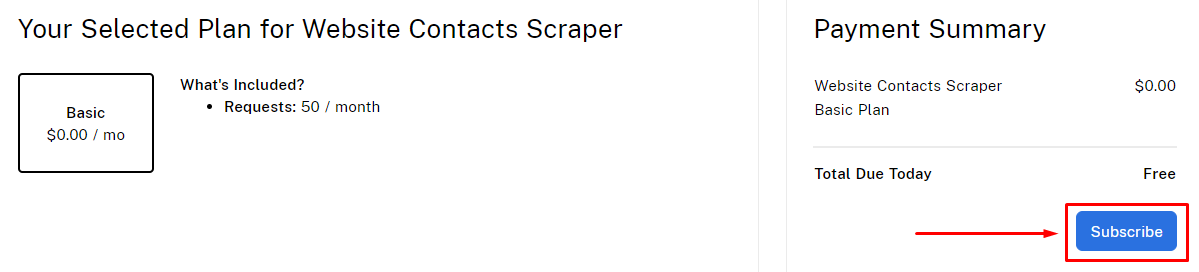 Your Selected Plan for Website Contacts Scraper
Basic
$0.00 / mo
What's Included?
• Requests: 50 / month
Payment Summary
Website Contacts Scraper $0.00
Basic Plan
Total Due Today Free
Subscribe